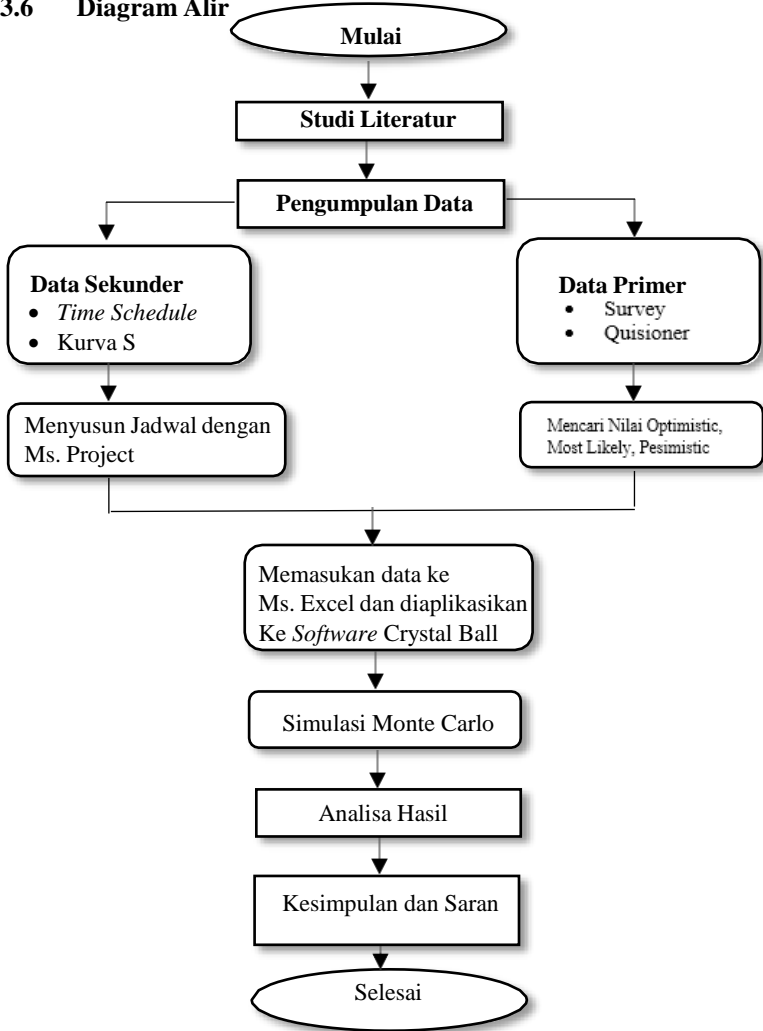 3.6 Diagram Alir
Mulai
Studi Literatur
Pengumpulan Data
Data Sekunder
• Time Schedule
• Kurva S
Data Primer
• Survey
• Quisioner
Menyusun Jadwal dengan
Ms. Project
Mencari Nilai Optimistic,
Most Likely, Pesimistic
Memasukan data ke
Ms. Excel dan diaplikasikan
Ke Software Crystal Ball
Simulasi Monte Carlo
Analisa Hasil
Kesimpulan dan Saran
Selesai